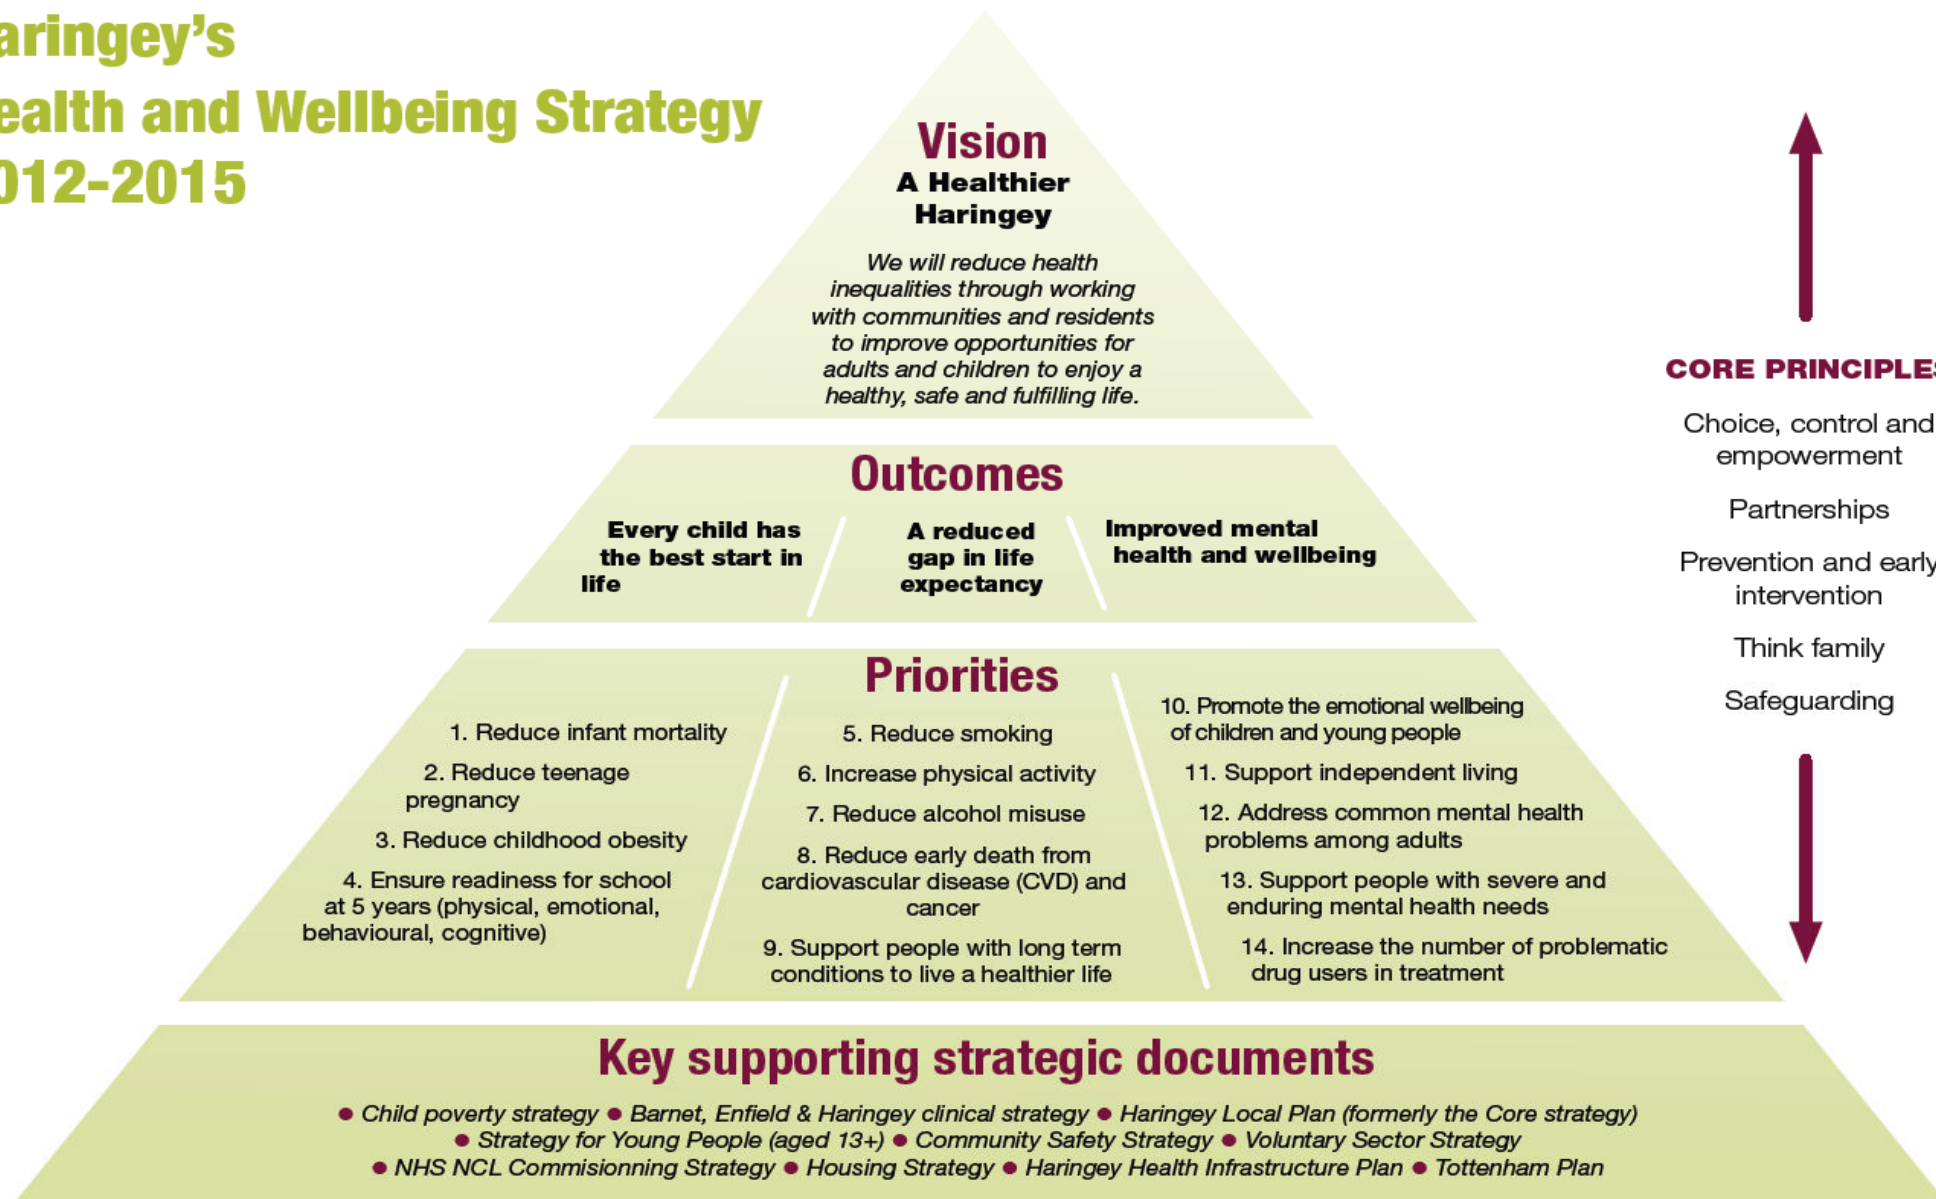 aringey's
ealth and Wellbeing Strategy
012-2015
Vision
A Healthier
Haringey
We will reduce health
inequalities through working
with communities and residents
to improve opportunities for
adults and children to enjoy a
healthy, safe and fulfilling life.
Outcomes
Every child has
the best start in
life
A reduced
gap in life
expectancy
Improved mental
health and wellbeing
Priorities
1. Reduce infant mortality
2. Reduce teenage
pregnancy
3. Reduce childhood obesity
4. Ensure readiness for school
at 5 years (physical, emotional,
behavioural, cognitive)
5. Reduce smoking
6. Increase physical activity
7. Reduce alcohol misuse
8. Reduce early death from
cardiovascular disease (CVD) and
cancer
9. Support people with long term
conditions to live a healthier life
10. Promote the emotional wellbeing
of children and young people
11. Support independent living
12. Address common mental health
problems among adults
13. Support people with severe and
enduring mental health needs
14. Increase the number of problematic
drug users in treatment
Key supporting strategic documents
● Child poverty strategy ● Barnet, Enfield & Haringey clinical strategy ● Haringey Local Plan (formerly the Core strategy)
● Strategy for Young People (aged 13+) ● Community Safety Strategy ● Voluntary Sector Strategy
● NHS NCL Commisionning Strategy ● Housing Strategy ● Haringey Health Infrastructure Plan ● Tottenham Plan
CORE PRINCIPLES
Choice, control and
empowerment
Partnerships
Prevention and early
intervention
Think family
Safeguarding